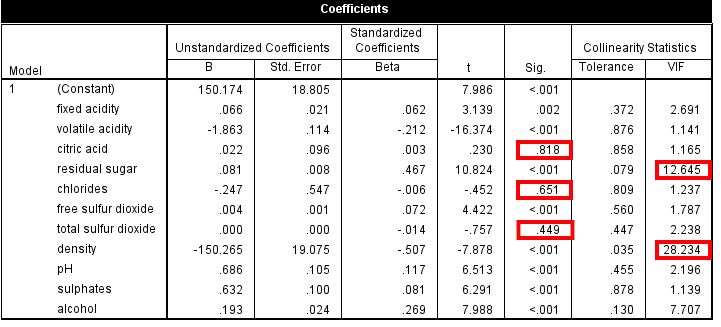 Coefficients
Unstandardized Coefficients Standardized Coefficients Collinearity Statistics
Model B Std. Error Beta t Sig. Tolerance VIF
1 (Constant) 150.174 18.805 7.986 <.001
fixed acidity .066 .021 .062 3.139 .002 .372 2.691
volatile acidity -1.863 .114 -.212 -16.374 <.001 .876 1.141
citric acid .022 .096 .003 .230 .818 .858 1.165
residual sugar .081 .008 .467 10.824 <.001 .079 12.645
chlorides -.247 .547 -.006 -.452 .651 .809 1.237
free sulfur dioxide .004 .001 .072 4.422 <.001 .560 1.787
total sulfur dioxide .000 .000 -.014 -.757 .449 .447 2.238
density -150.265 19.075 -.507 -7.878 <.001 .035 28.234
pH .686 .105 .117 6.513 <.001 .455 2.196
sulphates .632 .100 .081 6.291 <.001 .878 1.139
alcohol .193 .024 .269 7.988 <.001 .130 7.707